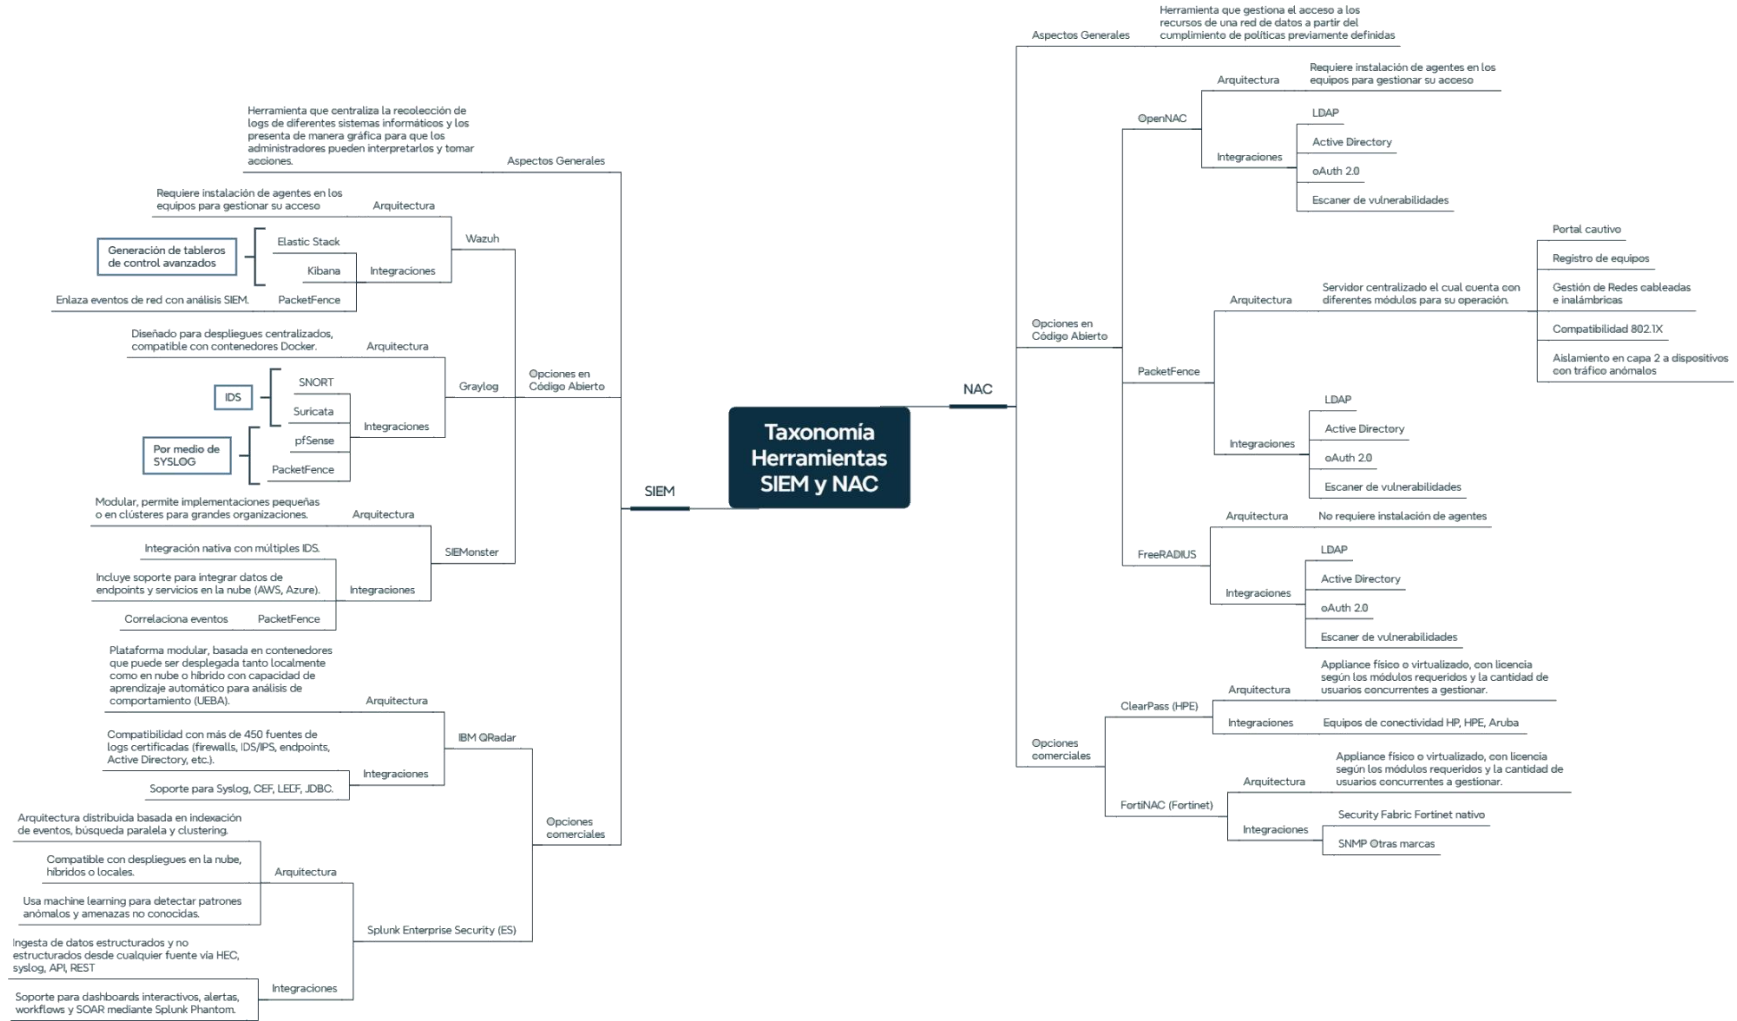 Taxonomía
Herramientas
SIEM y NAC
SIEM
Herramienta que centraliza la recolección de
logs de diferentes sistemas informáticos y los
presenta de manera gráfica para que los
administradores pueden interpretarlos y tomar
acciones.
Aspectos Generales
Opciones en
Código Abierto
Wazuh
Requiere instalación de agentes en los
equipos para gestionar su acceso
Arquitectura
Generación de tableros
de control avanzados
Elastic Stack
Kibana
Integraciones
Enlaza eventos de red con análisis SIEM.
PacketFence
Graylog
Diseñado para despliegues centralizados,
compatible con contenedores Docker.
Arquitectura
IDS
SNORT
Suricata
Integraciones
Por medio de
SYSLOG
pfSense
PacketFence
SIEMonster
Modular, permite implementaciones pequeñas
o en clústeres para grandes organizaciones.
Arquitectura
Integración nativa con múltiples IDS.
Incluye soporte para integrar datos de
endpoints y servicios en la nube (AWS, Azure).
Integraciones
Correlaciona eventos
PacketFence
Opciones
comerciales
IBM QRadar
Plataforma modular, basada en contenedores
que puede ser desplegada tanto localmente
como en nube o híbrido con capacidad de
aprendizaje automático para análisis de
comportamiento (UEBA).
Arquitectura
Compatibilidad con más de 450 fuentes de
logs certificadas (firewalls, IDS/IPS, endpoints,
Active Directory, etc.).
Integraciones
Soporte para Syslog, CEF, LEEF, JDBC.
Splunk Enterprise Security (ES)
Arquitectura distribuida basada en indexación
de eventos, búsqueda paralela y clustering.
Compatible con despliegues en la nube,
híbridos o locales.
Arquitectura
Usa machine learning para detectar patrones
anómalos y amenazas no conocidas.
Ingesta de datos estructurados y no
estructurados desde cualquier fuente vía HEC,
syslog, API, REST
Integraciones
Soporte para dashboards interactivos, alertas,
workflows y SOAR mediante Splunk Phantom.
NAC
Aspectos Generales
Herramienta que gestiona el acceso a los
recursos de una red de datos a partir del
cumplimiento de políticas previamente definidas
Opciones en
Código Abierto
OpenNAC
Arquitectura
Requiere instalación de agentes en los
equipos para gestionar su acceso
Integraciones
LDAP
Active Directory
oAuth 2.0
Escaner de vulnerabilidades
PacketFence
Arquitectura
Servidor centralizado el cual cuenta con
diferentes módulos para su operación.
Portal cautivo
Registro de equipos
Gestión de Redes cableadas
e inalámbricas
Compatibilidad 802.1X
Aislamiento en capa 2 a dispositivos
con tráfico anómalos
Integraciones
LDAP
Active Directory
oAuth 2.0
Escaner de vulnerabilidades
FreeRADIUS
Arquitectura
No requiere instalación de agentes
Integraciones
LDAP
Active Directory
oAuth 2.0
Escaner de vulnerabilidades
Opciones
comerciales
ClearPass (HPE)
Arquitectura
Appliance físico o virtualizado, con licencia
según los módulos requeridos y la cantidad de
usuarios concurrentes a gestionar.
Integraciones
Equipos de conectividad HP, HPE, Aruba
FortiNAC (Fortinet)
Arquitectura
Appliance físico o virtualizado, con licencia
según los módulos requeridos y la cantidad de
usuarios concurrentes a gestionar.
Integraciones
Security Fabric Fortinet nativo
SNMP Otras marcas